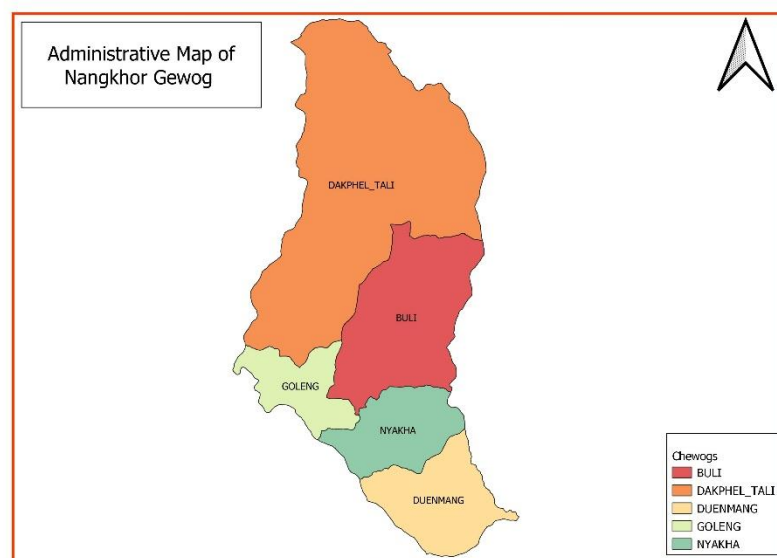 Administrative Map of
Nangkhor Gewog
DAKPHEL_TALI
BULI
GOLENG
NYAKHA
DUENMANG
Chewogs
BULI
DAKPHEL_TALI
DUENMANG
GOLENG
NYAKHA